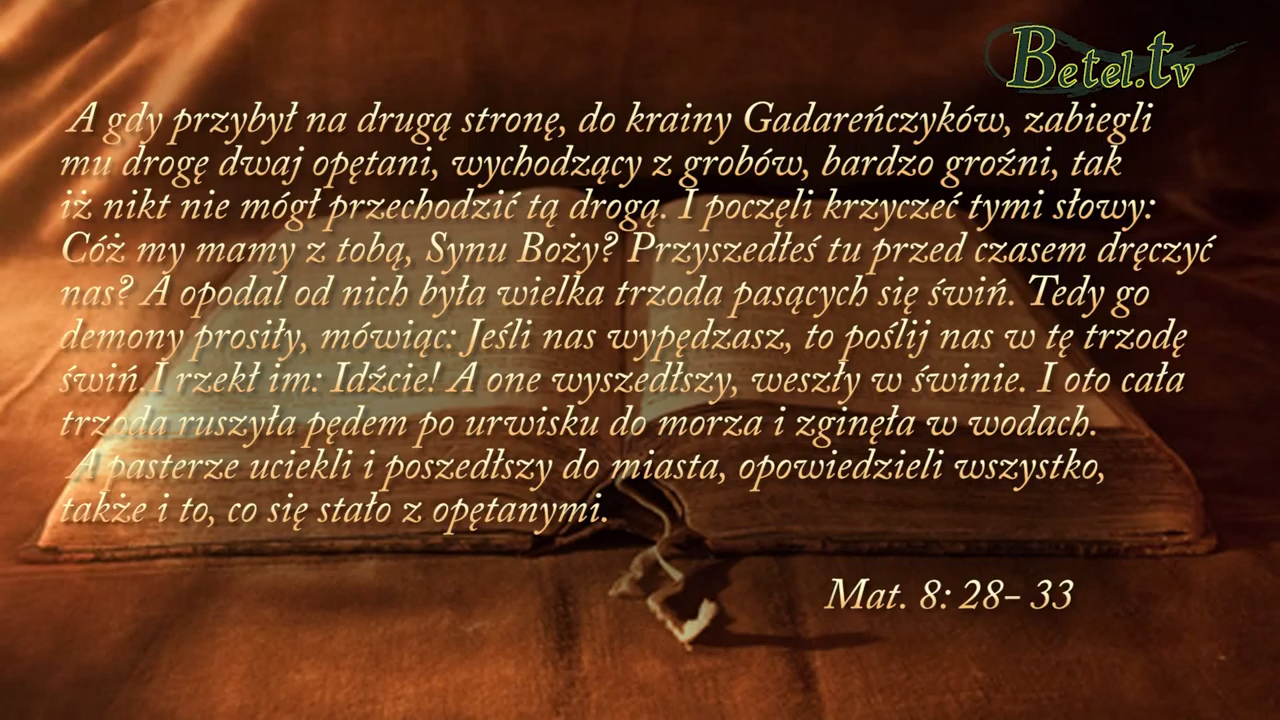 Betel.tv
A gdy przybył na drugą stronę, do krainy Gadareńczyków, zabiegli
mu drogę dwaj opętani, wychodzący z grobów, bardzo groźni, tak
iż nikt nie mógł przechodzić tą drogą. I poczęli krzyczeć tymi słowy:
Cóż my mamy z tobą, Synu Boży? Przyszedłeś tu przed czasem dręczyć
nas? A opodal od nich była wielka trzoda pasących się świń. Tedy go
demony prosiły, mówiąc: Jeśli nas wypędzasz, to poślij nas w tę trzodę
świń.I rzekł im: Idźcie! A one wyszedłszy, weszły w świnie. I oto cała
trzoda ruszyła pędem po urwisku do morza i zginęła w wodach.
A pasterze uciekli i poszedłszy do miasta, opowiedzieli wszystko,
także i to, co się stało z opętanymi.
Mat. 8: 28- 33